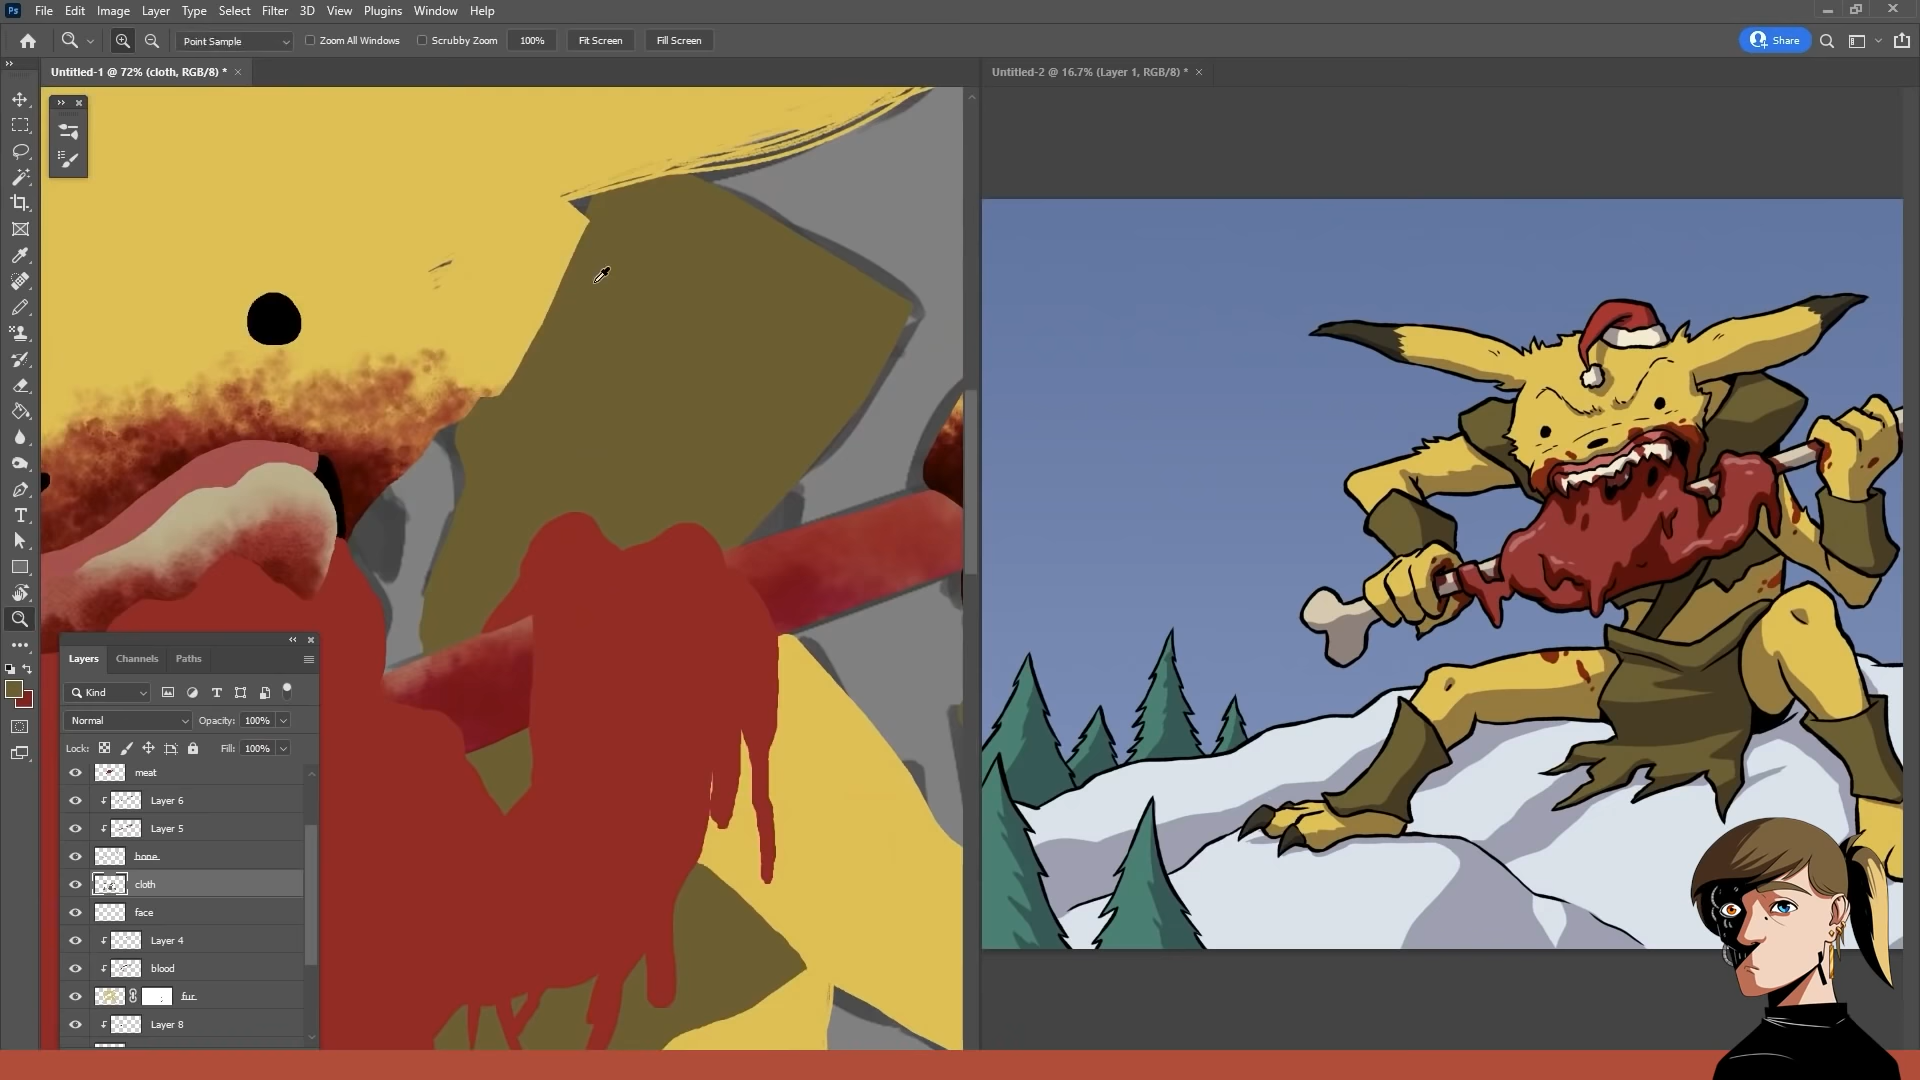 Ps File Edit Image Layer Type Select Filter 3D View Plugins Window Help
Point Sample Zoom All Windows Scrubby Zoom 100% Fit Screen Fill Screen Share
Untitled-1 @ 72% (cloth, RGB/8) * Untitled-2 @ 16.7% (Layer 1, RGB/8) *
Layers Channels Paths
Kind
Normal Opacity: 100%
Lock: Fill: 100%
meat
Layer 6
Layer 5
bone
cloth
face
Layer 4
blood
fur
Layer 8